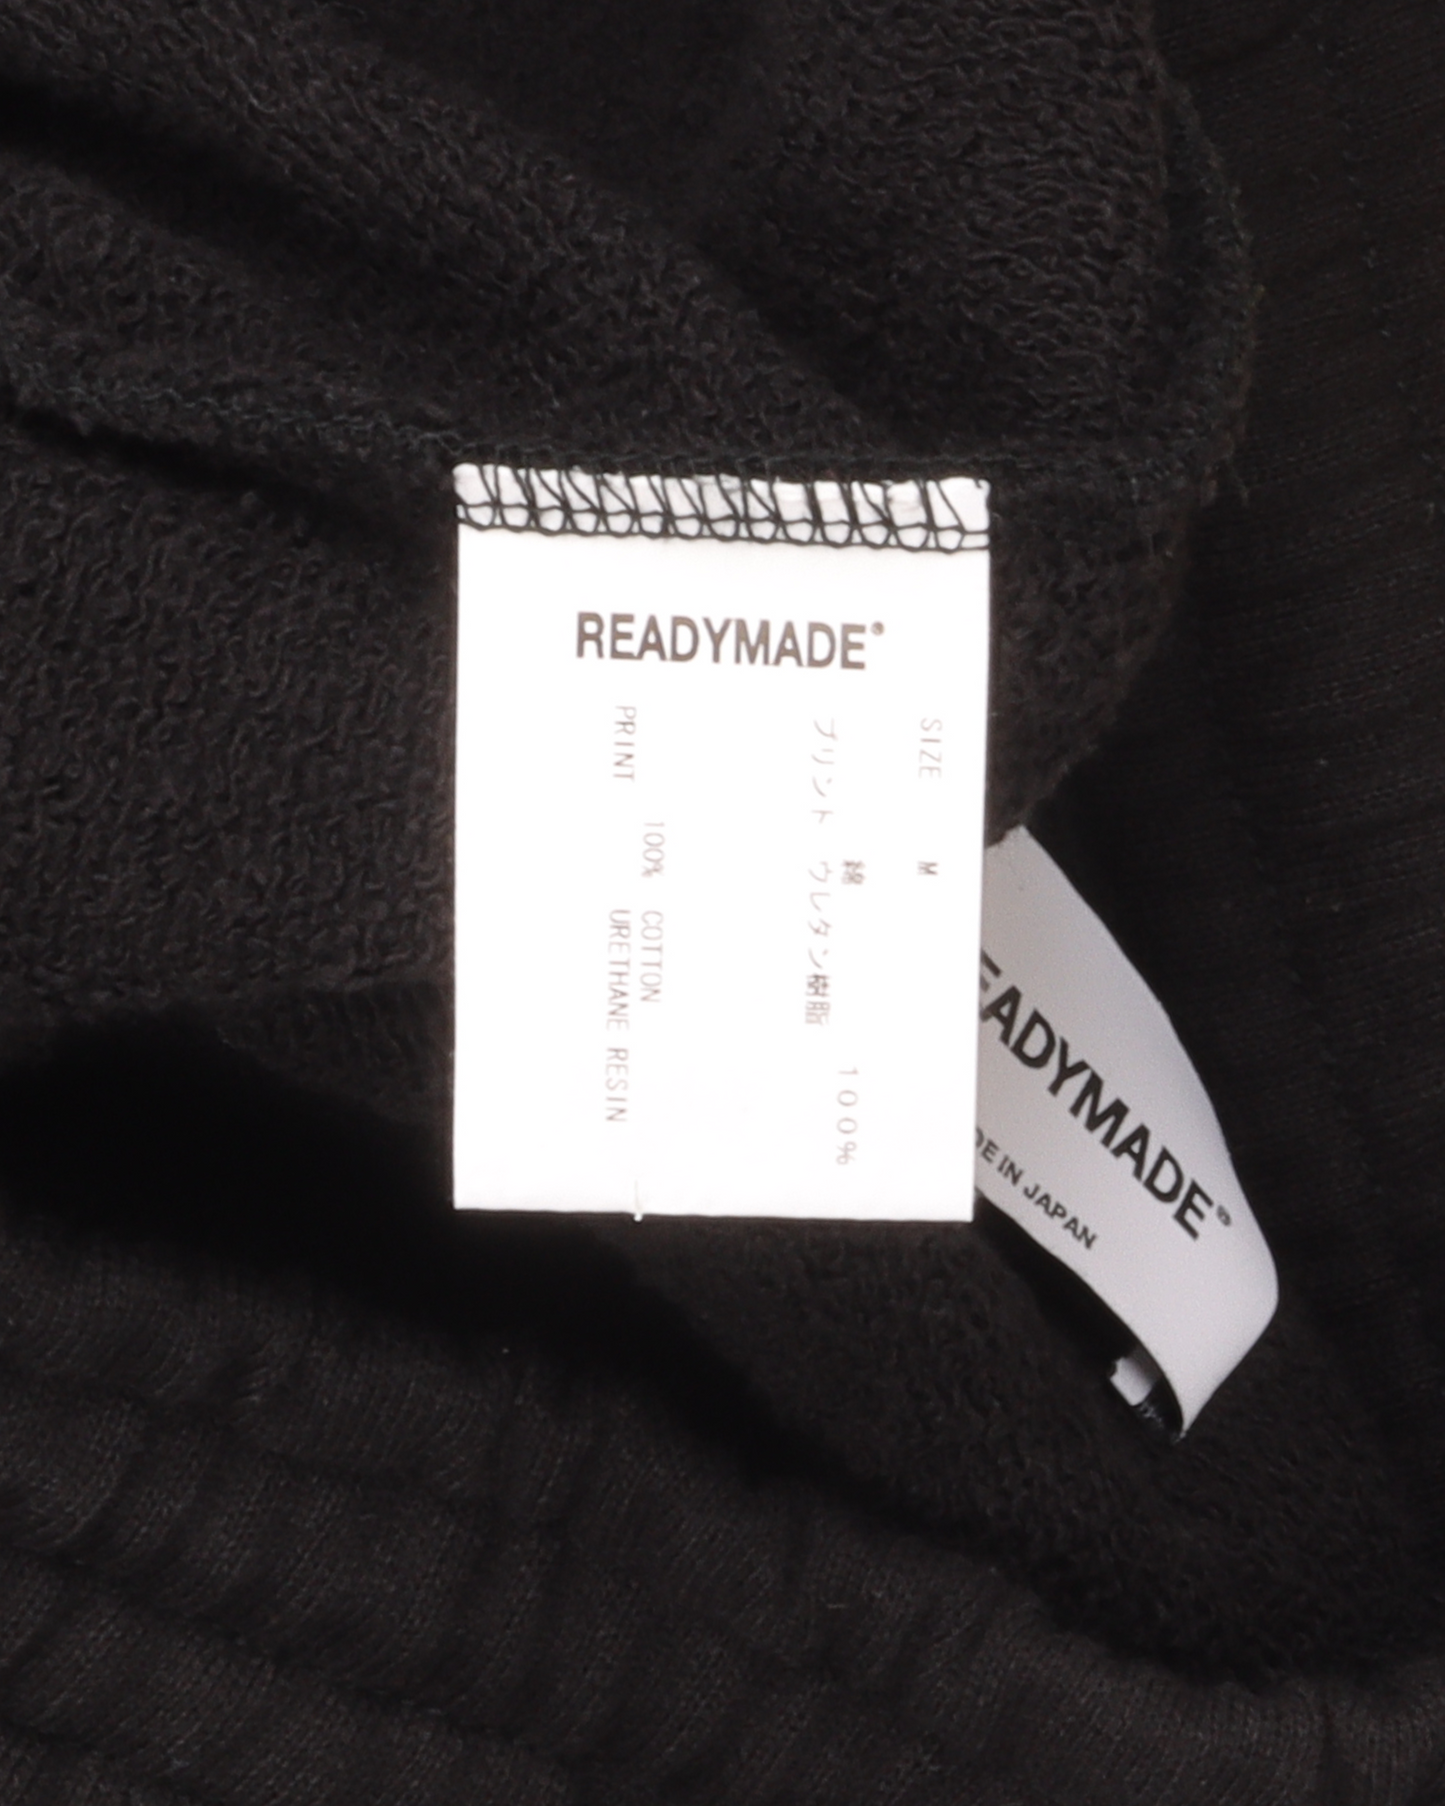 READYMADE®
SIZE M
綿 100%
プリント ウレタン樹脂
100% COTTON
PRINT URETHANE RESIN
EADYMADE®
DE IN JAPAN